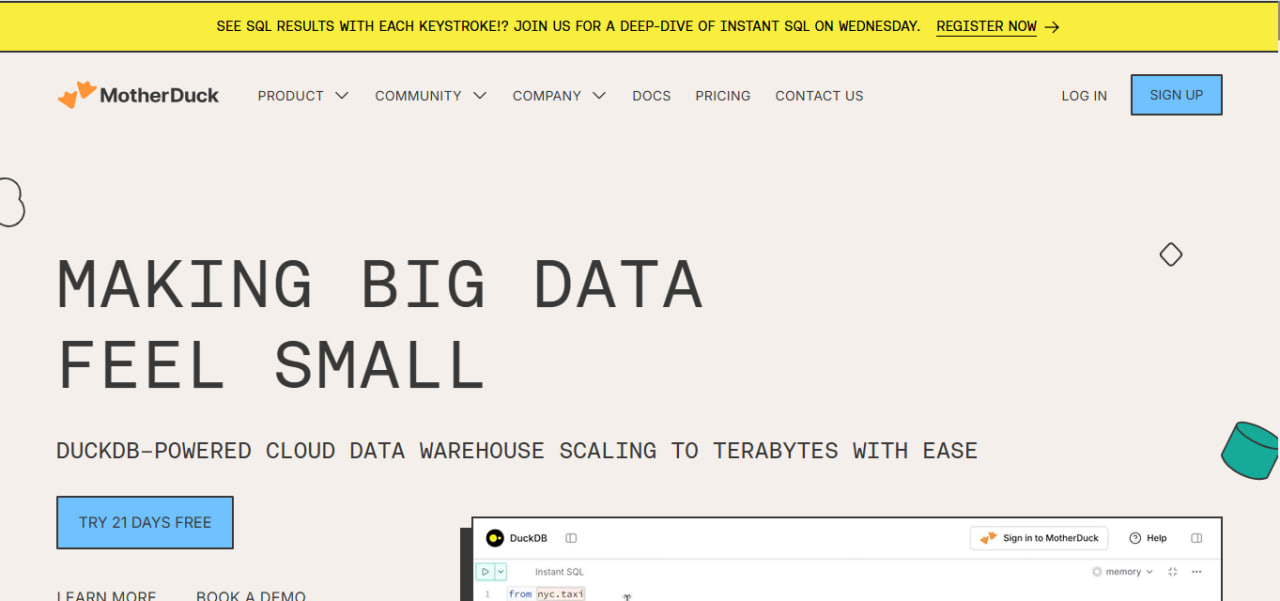 SEE SQL RESULTS WITH EACH KEYSTROKE!? JOIN US FOR A DEEP-DIVE OF INSTANT SQL ON WEDNESDAY. REGISTER NOW →
MotherDuck PRODUCT COMMUNITY COMPANY DOCS PRICING CONTACT US LOG IN SIGN UP
MAKING BIG DATA
FEEL SMALL
DUCKDB-POWERED CLOUD DATA WAREHOUSE SCALING TO TERABYTES WITH EASE
TRY 21 DAYS FREE
DuckDB Sign in to MotherDuck Help
Instant SQL memory
1 from nyc.taxi
LEARN MORE BOOK A DEMO